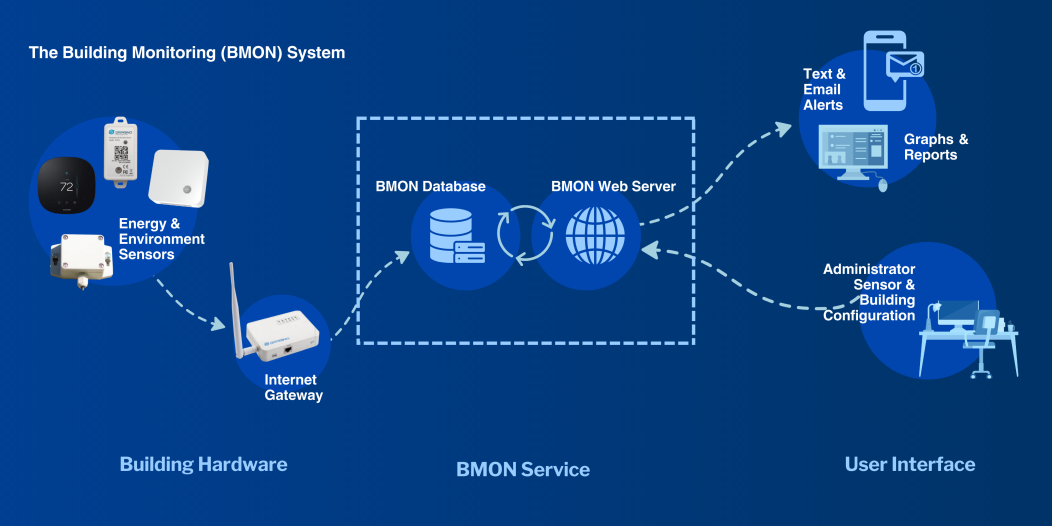 The Building Monitoring (BMON) System
72
Energy &
Environment
Sensors
Internet
Gateway
BMON Database
BMON Web Server
Text &
Email
Alerts
1
Graphs &
Reports
Administrator
Sensor &
Building
Configuration
Building Hardware
BMON Service
User Interface